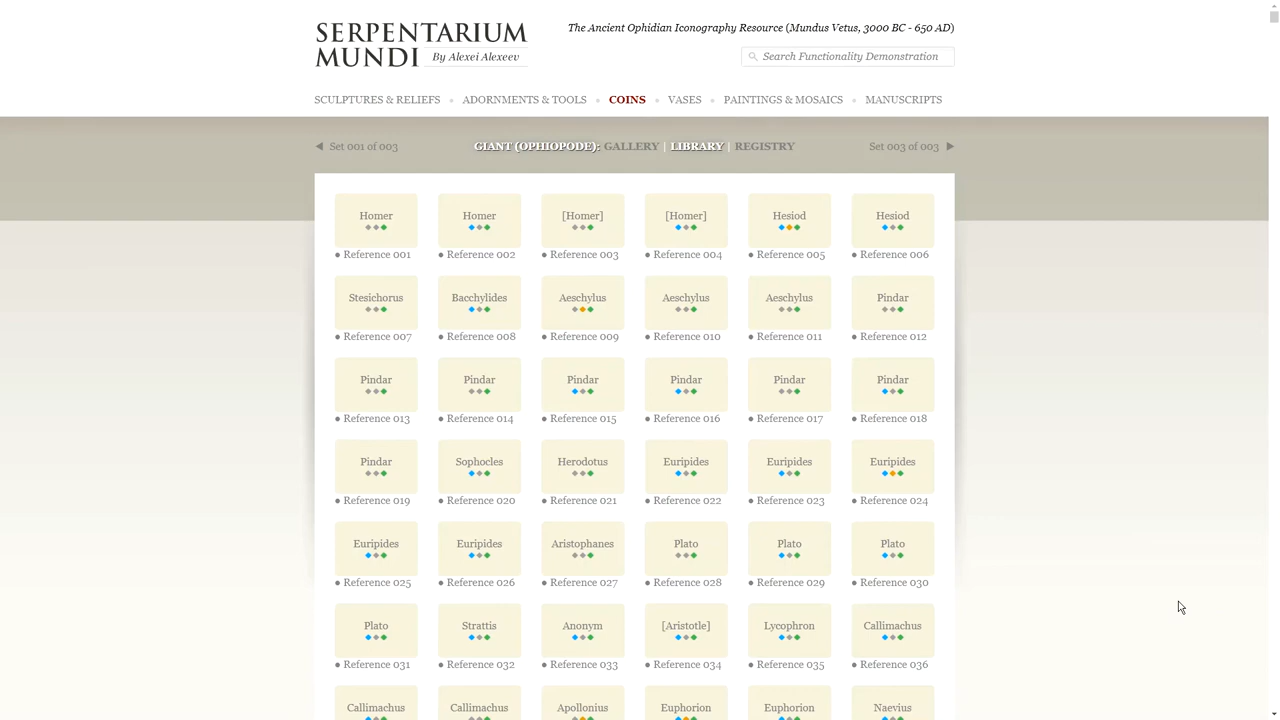 SERPENTARIUM
MUNDI By Alexei Alexeev
The Ancient Ophidian Iconography Resource (Mundus Vetus, 3000 BC - 650 AD)
Search Functionality Demonstration
SCULPTURES & RELIEFS ADORNMENTS & TOOLS COINS VASES PAINTINGS & MOSAICS MANUSCRIPTS
Set 001 of 003 GIANT (OPHIOPODE): GALLERY | LIBRARY | REGISTRY Set 003 of 003
Homer Homer [Homer] [Homer] Hesiod Hesiod
Reference 001 Reference 002 Reference 003 Reference 004 Reference 005 Reference 006
Stesichorus Bacchylides Aeschylus Aeschylus Aeschylus Pindar
Reference 007 Reference 008 Reference 009 Reference 010 Reference 011 Reference 012
Pindar Pindar Pindar Pindar Pindar Pindar
Reference 013 Reference 014 Reference 015 Reference 016 Reference 017 Reference 018
Pindar Sophocles Herodotus Euripides Euripides Euripides
Reference 019 Reference 020 Reference 021 Reference 022 Reference 023 Reference 024
Euripides Euripides Aristophanes Plato Plato Plato
Reference 025 Reference 026 Reference 027 Reference 028 Reference 029 Reference 030
Plato Strattis Anonym [Aristotle] Lycophron Callimachus
Reference 031 Reference 032 Reference 033 Reference 034 Reference 035 Reference 036
Callimachus Callimachus Apollonius Euphorion Euphorion Naevius